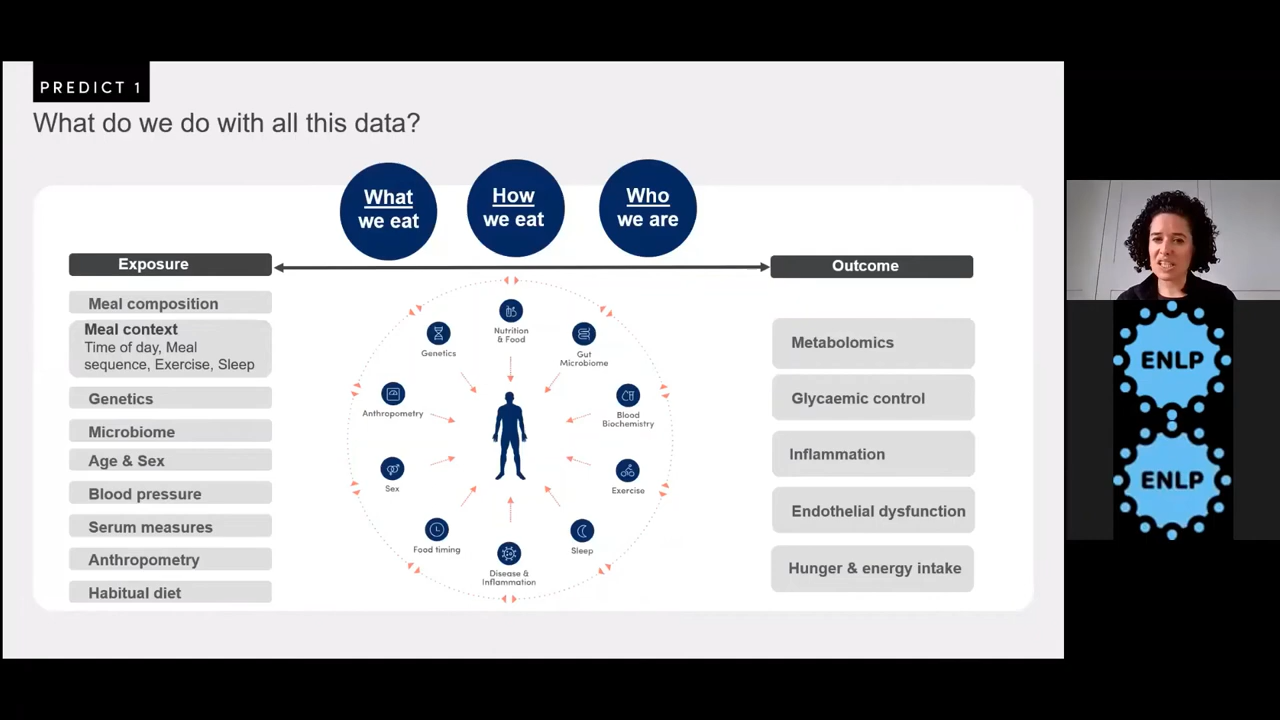 PREDICT 1
What do we do with all this data?
What
we eat
How
we eat
Who
we are
Exposure
Meal composition
Meal context
Time of day, Meal
sequence, Exercise, Sleep
Genetics
Microbiome
Age & Sex
Blood pressure
Serum measures
Anthropometry
Habitual diet
Nutrition
& Food
Gut
Microbiome
Blood
Biochemistry
Exercise
Sleep
Disease &
Inflammation
Food timing
Sex
Anthropometry
Genetics
Outcome
Metabolomics
Glycaemic control
Inflammation
Endothelial dysfunction
Hunger & energy intake
ENLP
ENLP